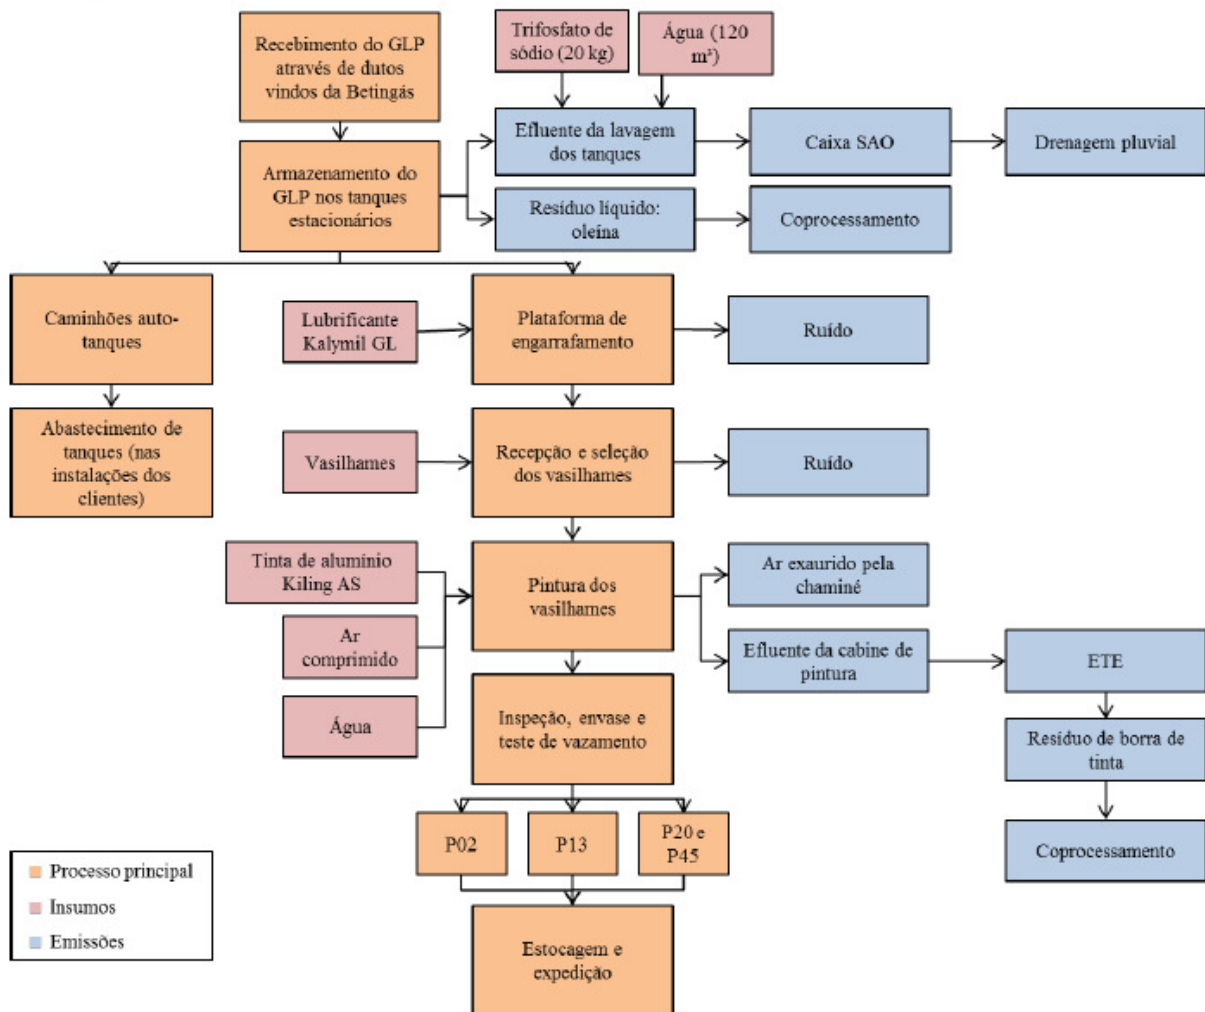 Recebimento do GLP
através de dutos
vindos da Betingás
Trifosfato de
sódio (20 kg)
Água (120
m³)
Efluente da lavagem
dos tanques
Caixa SAO
Drenagem pluvial
Armazenamento do
GLP nos tanques
estacionários
Resíduo líquido:
oleína
Coprocessamento
Caminhões auto-
tanques
Lubrificante
Kalymil GL
Plataforma de
engarrafamento
Ruído
Abastecimento de
tanques (nas
instalações dos
clientes)
Vasilhames
Recepção e seleção
dos vasilhames
Ruído
Tinta de alumínio
Kiling AS
Ar
comprimido
Água
Pintura dos
vasilhames
Ar exaurido pela
chaminé
Efluente da cabine de
pintura
ETE
Resíduo de borra de
tinta
Coprocessamento
Inspeção, envase e
teste de vazamento
P02
P13
P20 e
P45
Estocagem e
expedição
Processo principal
Insumos
Emissões